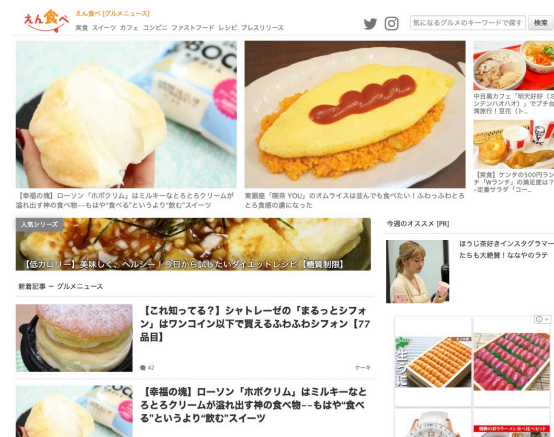 えん食べ
えん食べ [グルメニュース]
実食 スイーツ カフェ コンビニ ファストフード レシピ プレスリリース
気になるグルメのキーワードで探す
検索
【幸福の塊】ローソン「ホボクリム」はミルキーなとろとろクリームが
溢れ出す神の食べ物––もはや“食べる”というより“飲む”スイーツ
東銀座「喫茶 YOU」のオムライスは並んでも食べたい！ふわっふわとろ
とろ食感の虜になった
中目黒カフェ「明天好好（ミ
ンテンハオハオ）」でプチ台
湾旅行！豆花（ト..
【実食】ケンタの500円ラン
チ「Wランチ」の満足度は？
-定番サラダ「コー..
人気シリーズ
【低カロリー】美味しく、ヘルシー！今日から試したいダイエットレシピ【糖質制限】
新着記事 – グルメニュース
【これ知ってる？】シャトレーゼの「まるっとシフォ
ン」はワンコイン以下で買えるふわふわシフォン【77
品目】
42
ケーキ
【幸福の塊】ローソン「ホボクリム」はミルキーなと
ろとろクリームが溢れ出す神の食べ物––もはや“食べ
る”というより“飲む”スイーツ
今週のオススメ [PR]
ほうじ茶好きインスタグラマー
たちも大絶賛！ななやのラテ
生うに